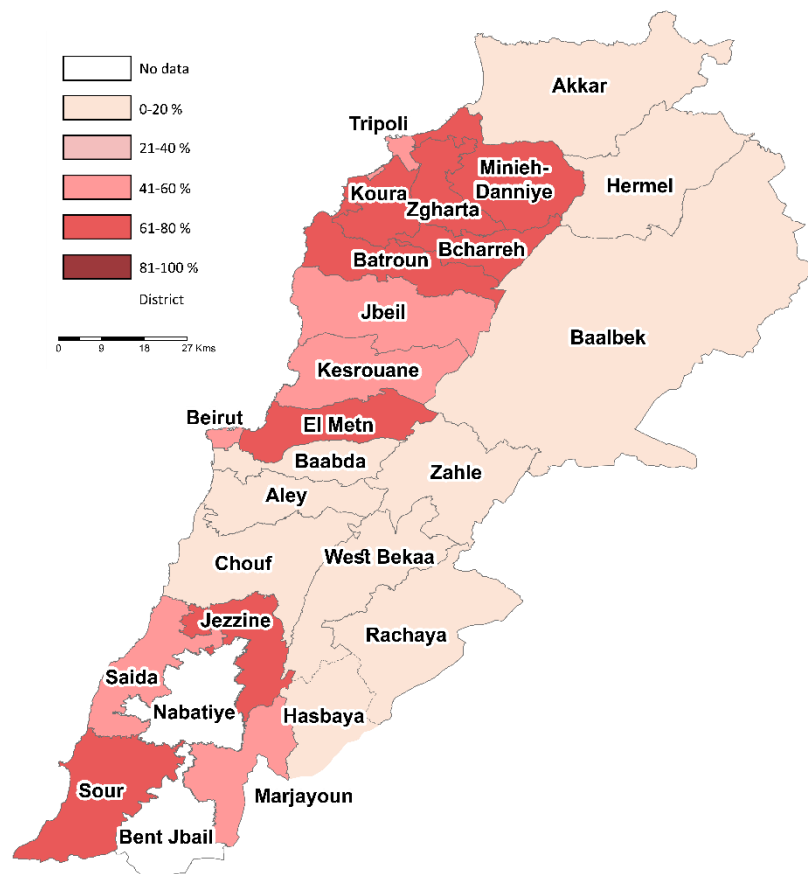 No data
0-20 %
21-40 %
41-60 %
61-80 %
81-100 %
District
0 9 18 27 Kms
Akkar
Tripoli
Minieh-
Danniye
Hermel
Koura
Zgharta
Bcharreh
Batroun
Jbeil
Baalbek
Kesrouane
Beirut
El Metn
Baabda
Zahle
Aley
West Bekaa
Chouf
Jezzine
Rachaya
Saida
Nabatiye
Hasbaya
Sour
Marjayoun
Bent Jbail